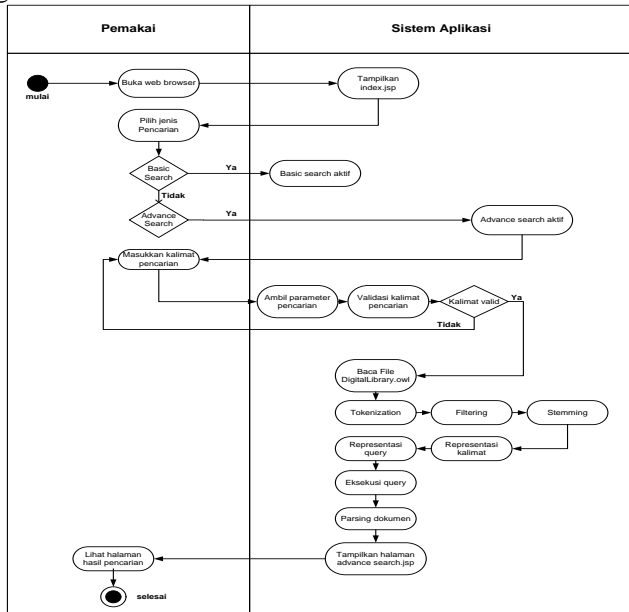 Pemakai
Sistem Aplikasi
mulai
Buka web browser
Tampilkan
index.jsp
Pilih jenis
Pencarian
Basic
Search
Ya
Basic search aktif
Tidak
Advance
Search
Ya
Advance search aktif
Masukkan kalimat
pencarian
Ambil parameter
pencarian
Validasi kalimat
pencarian
Kalimat valid
Ya
Tidak
Baca File
DigitalLibrary.owl
Tokenization
Filtering
Stemming
Representasi
query
Representasi
kalimat
Eksekusi query
Parsing dokumen
Lihat halaman
hasil pencarian
Tampilkan halaman
advance search.jsp
selesai